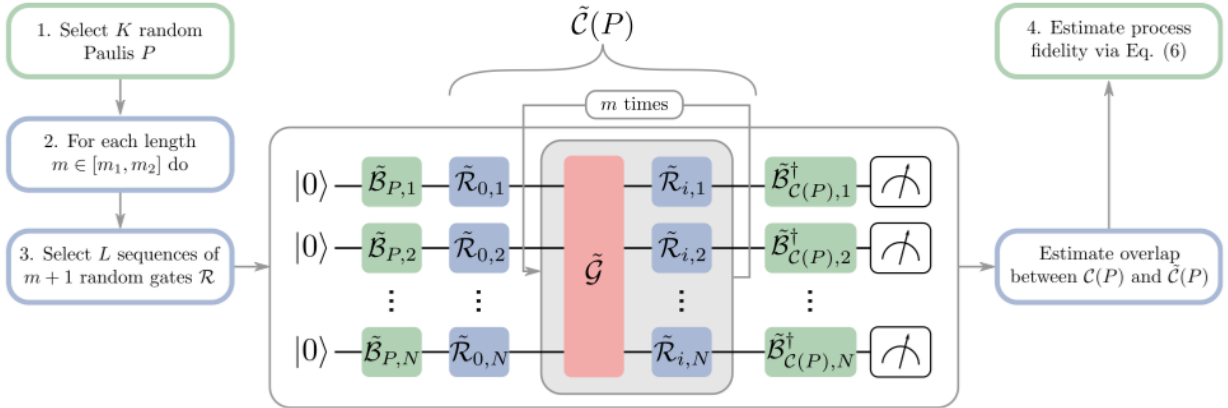 1. Select K random
Paulis P
2. For each length
m ∈ [m₁, m₂] do
3. Select L sequences of
m + 1 random gates ℛ
𝒞̃(P)
m times
|0⟩ ℬ̃_{P,1} ℛ̃_{0,1} ℛ̃_{i,1} ℬ̃†_{𝒞(P),1}
|0⟩ ℬ̃_{P,2} ℛ̃_{0,2} ℛ̃_{i,2} ℬ̃†_{𝒞(P),2}
𝒢̃
⋮ ⋮ ⋮ ⋮
|0⟩ ℬ̃_{P,N} ℛ̃_{0,N} ℛ̃_{i,N} ℬ̃†_{𝒞(P),N}
4. Estimate process
fidelity via Eq. (6)
Estimate overlap
between 𝒞(P) and 𝒞̃(P)